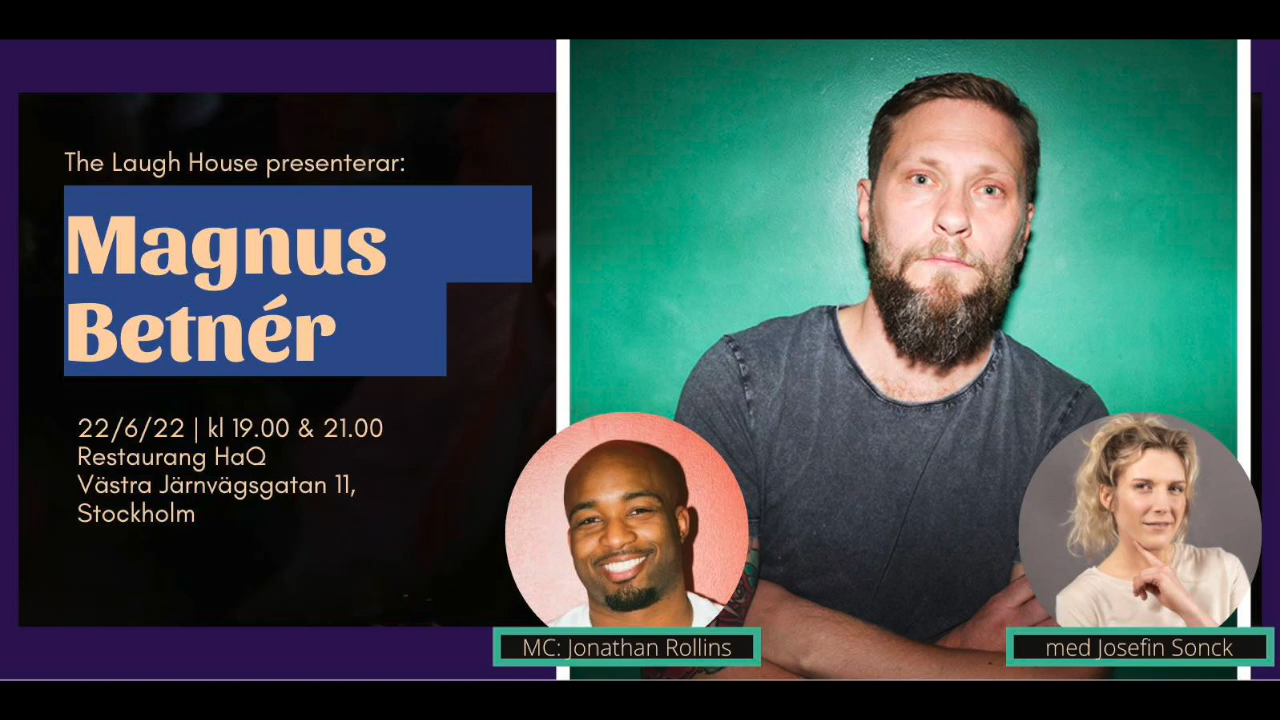 The Laugh House presenterar:
Magnus
Betnér
22/6/22 | kl 19.00 & 21.00
Restaurang HaQ
Västra Järnvägsgatan 11,
Stockholm
MC: Jonathan Rollins
med Josefin Sonck